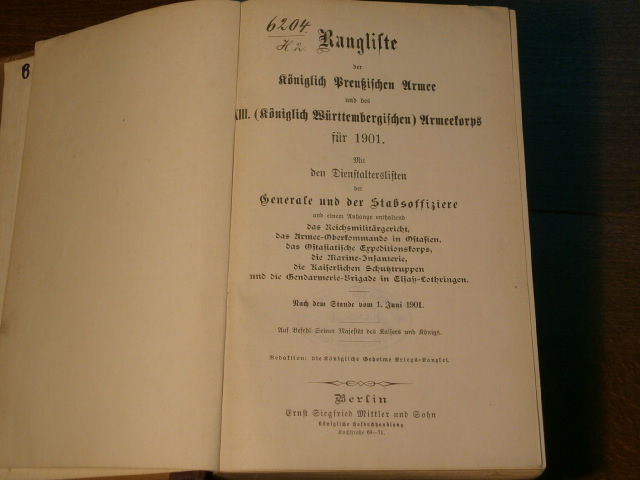 6
6204.
H 2.
Rangliste
der
Königlich Preußischen Armee
und des
XIII. (Königlich Württembergischen) Armeekorps
für 1901.
Mit
den Dienstalterslisten
der
Generale und der Stabsoffiziere
und einem Anhange enthaltend
das Reichsmilitärgericht,
das Armee-Oberkommando in Ostasien,
das Ostasiatische Expeditionskorps,
die Marine-Infanterie,
die Kaiserlichen Schutztruppen
und die Gendarmerie-Brigade in Elsaß-Lothringen.
Nach dem Stande vom 1. Juni 1901.
Auf Befehl Seiner Majestät des Kaisers und Königs.
Redaktion: die Königliche Geheime Kriegs-Kanzlei.
Berlin
Ernst Siegfried Mittler und Sohn
Königliche Hofbuchhandlung
Kochstraße 68—71.